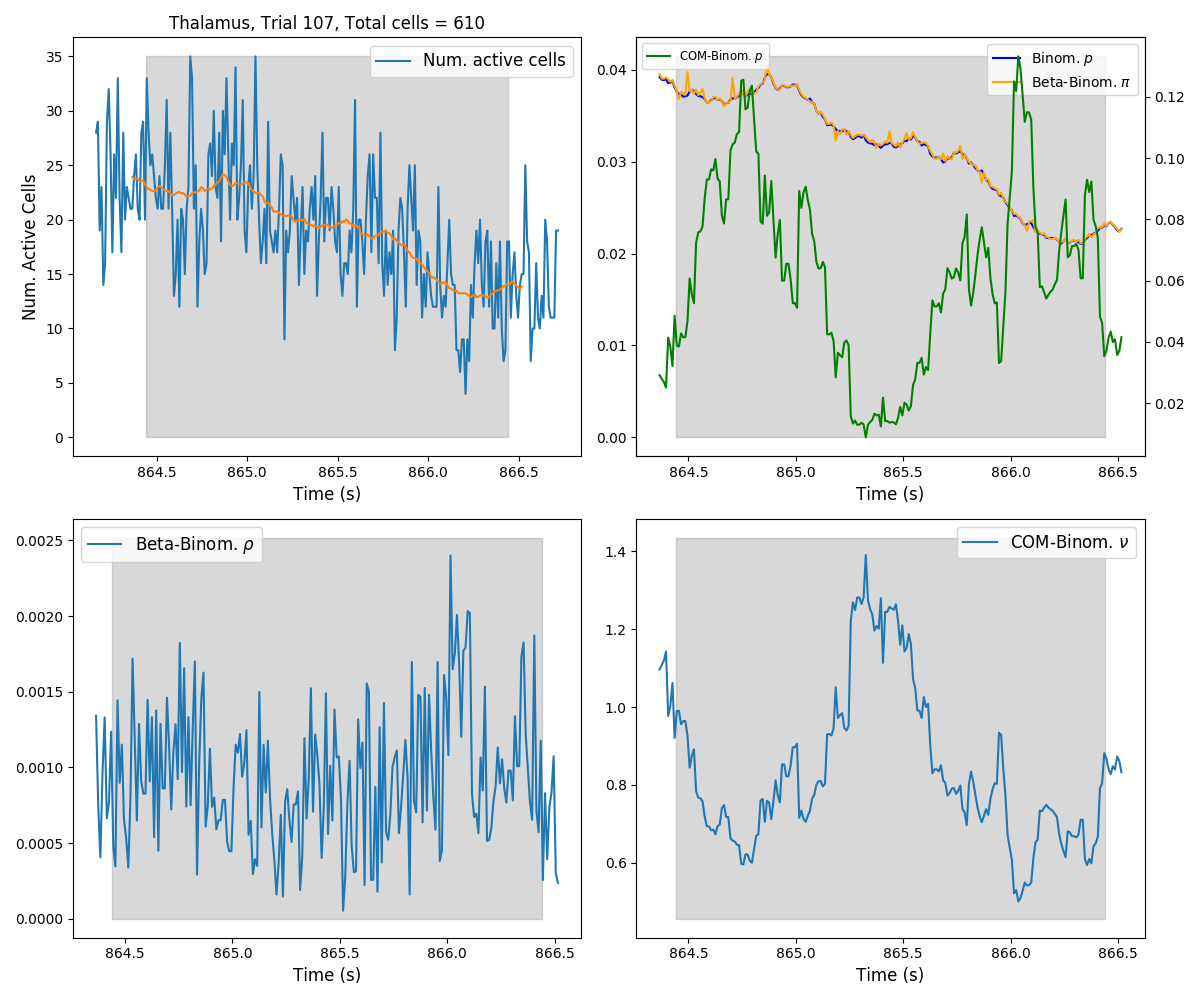 Thalamus, Trial 107, Total cells = 610
Num. Active Cells
35
30
25
20
15
10
5
0
Num. active cells
864.5 865.0 865.5 866.0 866.5
Time (s)
0.04
0.03
0.02
0.01
0.00
COM-Binom. p
Binom. p
Beta-Binom. π
0.12
0.10
0.08
0.06
0.04
0.02
864.5 865.0 865.5 866.0 866.5
Time (s)
0.0025
0.0020
0.0015
0.0010
0.0005
0.0000
Beta-Binom. ρ
864.5 865.0 865.5 866.0 866.5
Time (s)
1.4
1.2
1.0
0.8
0.6
COM-Binom. ν
864.5 865.0 865.5 866.0 866.5
Time (s)